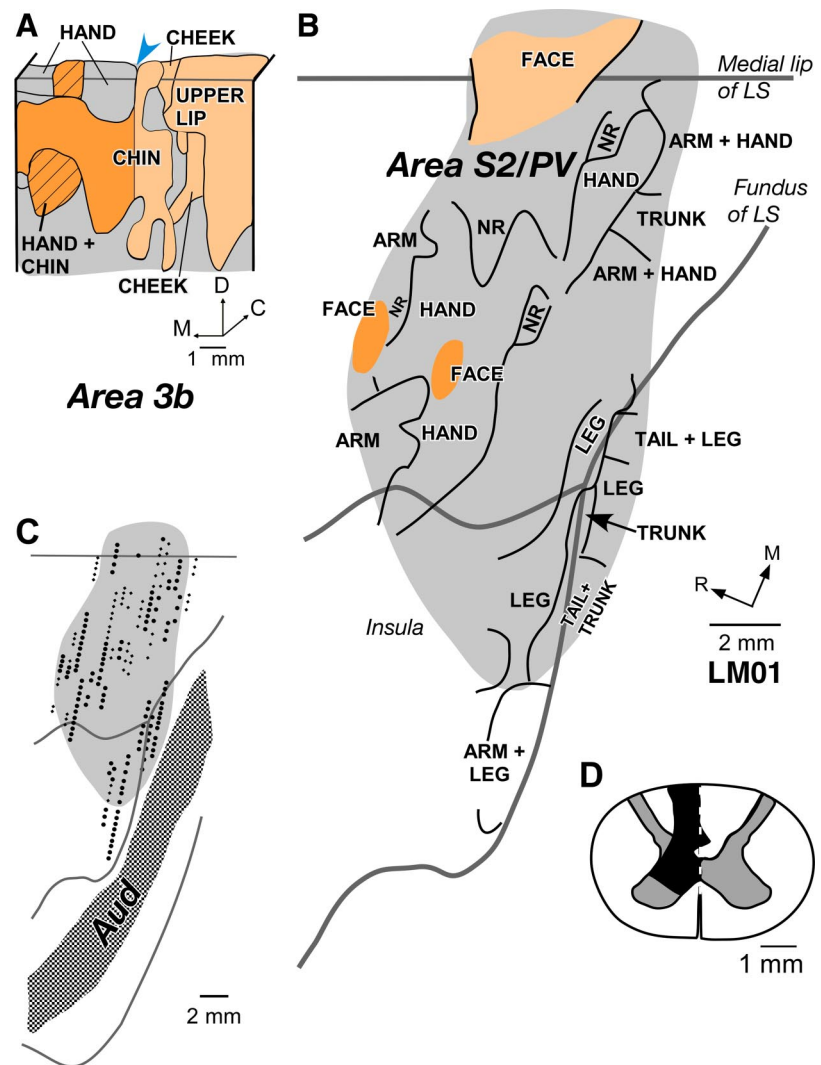 A
HAND
CHEEK
UPPER
LIP
CHIN
HAND +
CHIN
CHEEK
D
M
C
1 mm
Area 3b
B
FACE
Medial lip
of LS
Area S2/PV
NR
ARM + HAND
HAND
Fundus
of LS
TRUNK
ARM
NR
ARM + HAND
FACE
NR
HAND
NR
FACE
ARM
HAND
LEG
TAIL + LEG
LEG
TRUNK
LEG
TAIL+
TRUNK
Insula
M
R
2 mm
LM01
ARM +
LEG
C
Aud
2 mm
D
1 mm